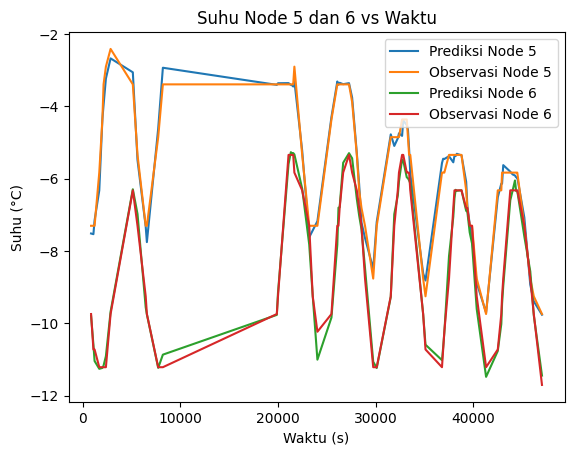 Suhu Node 5 dan 6 vs Waktu
Prediksi Node 5
Observasi Node 5
Prediksi Node 6
Observasi Node 6
Suhu (°C)
−2
−4
−6
−8
−10
−12
0
10000
20000
30000
40000
Waktu (s)